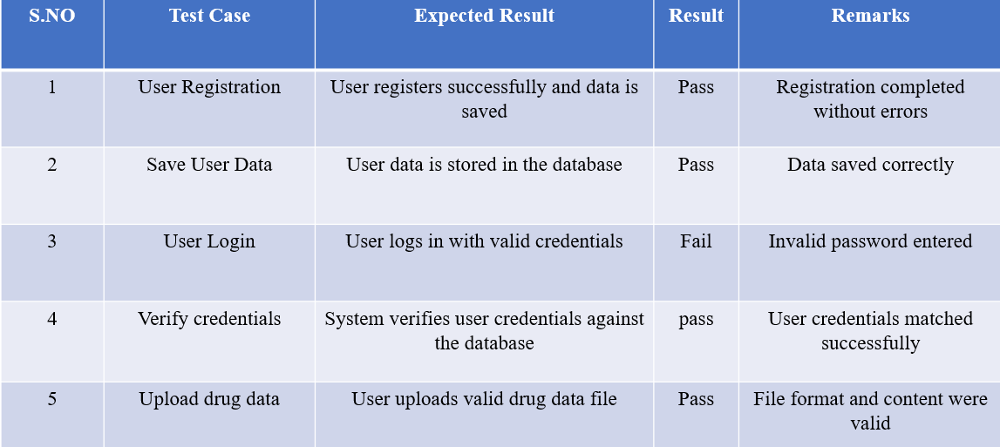 S.NO Test Case Expected Result Result Remarks
1 User Registration User registers successfully and data is Pass Registration completed
saved without errors
2 Save User Data User data is stored in the database Pass Data saved correctly
3 User Login User logs in with valid credentials Fail Invalid password entered
4 Verify credentials System verifies user credentials against pass User credentials matched
the database successfully
5 Upload drug data User uploads valid drug data file Pass File format and content were
valid